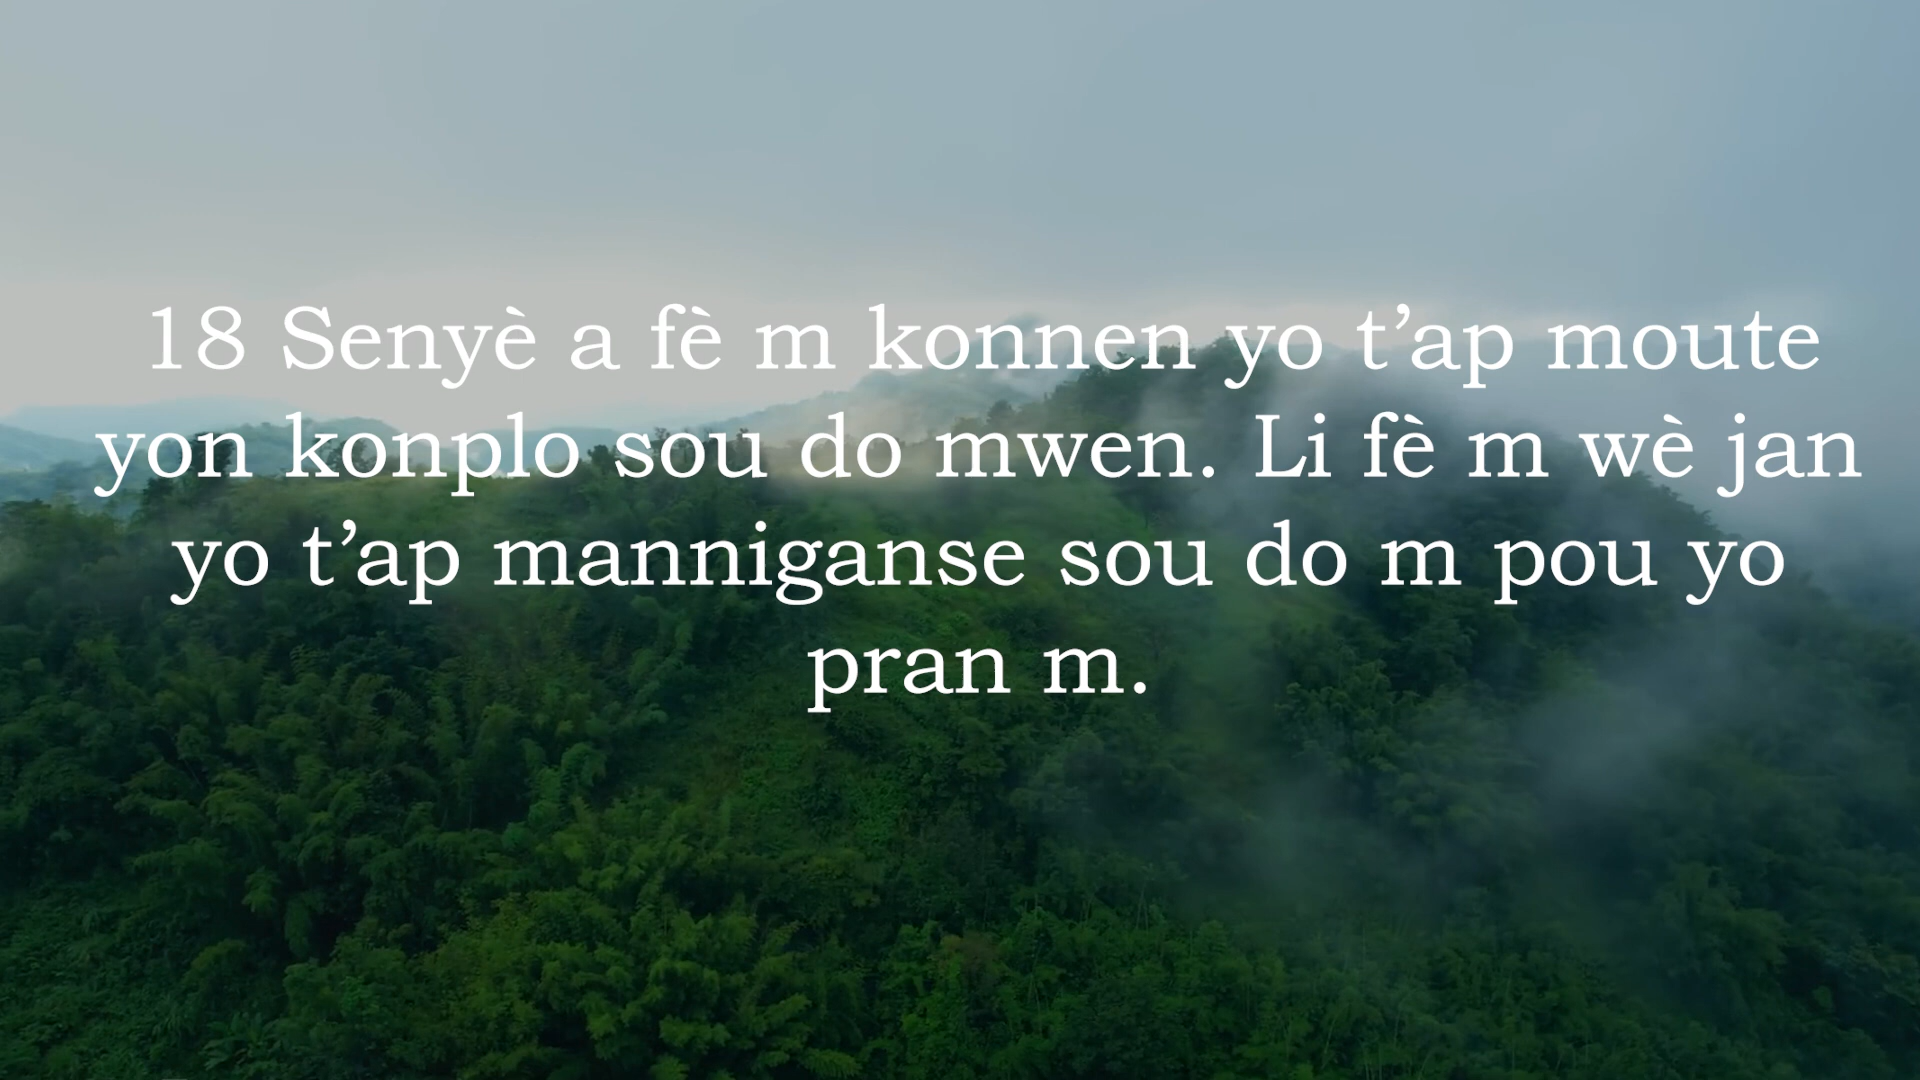 18 Senyè a fè m konnen yo t’ap moute
yon konplo sou do mwen. Li fè m wè jan
yo t’ap manniganse sou do m pou yo
pran m.